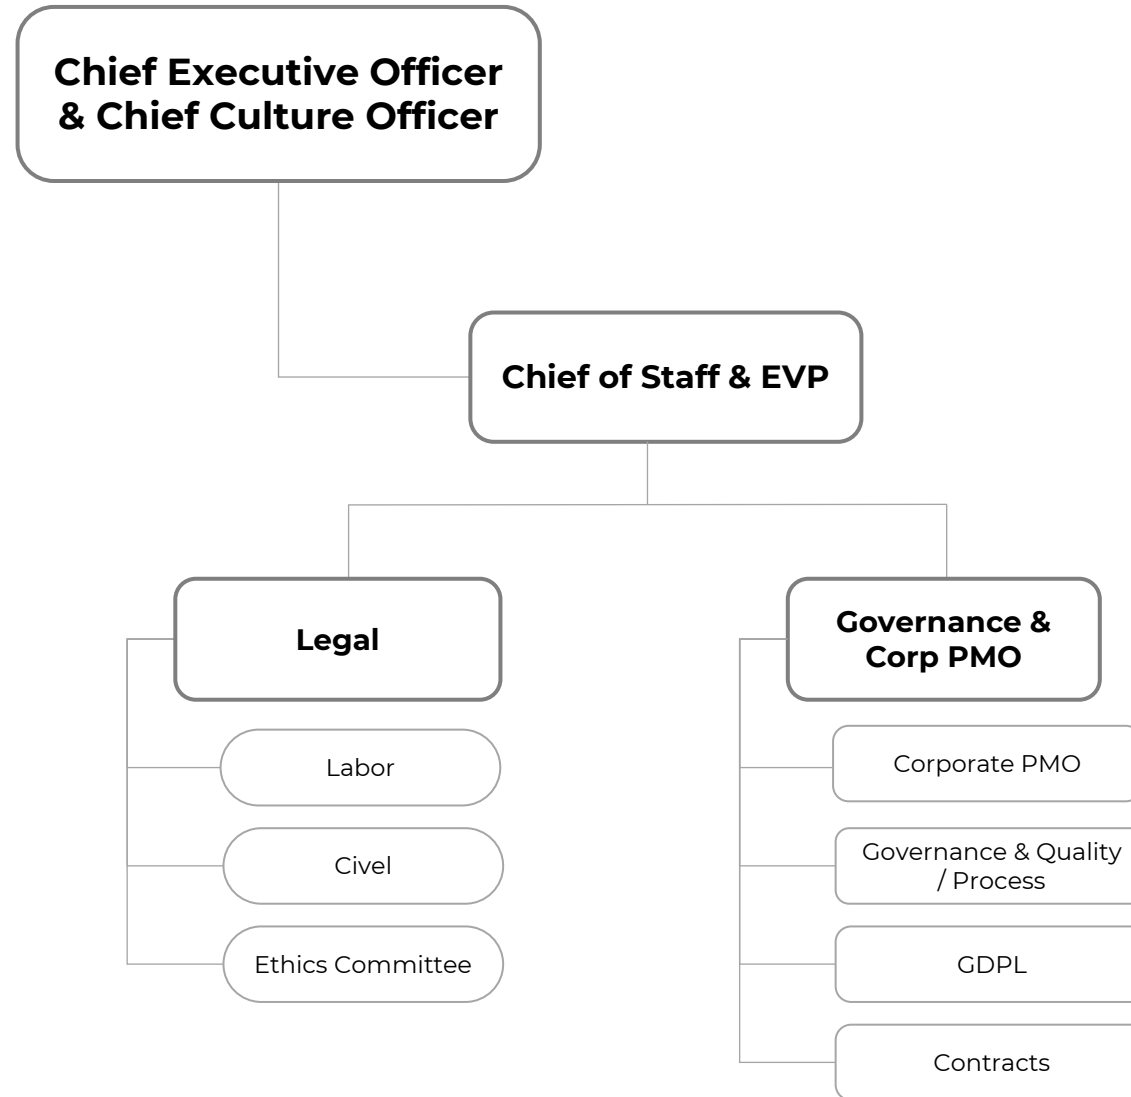 Chief Executive Officer
& Chief Culture Officer
Chief of Staff & EVP
Legal
Labor
Civel
Ethics Committee
Governance &
Corp PMO
Corporate PMO
Governance & Quality
/ Process
GDPL
Contracts